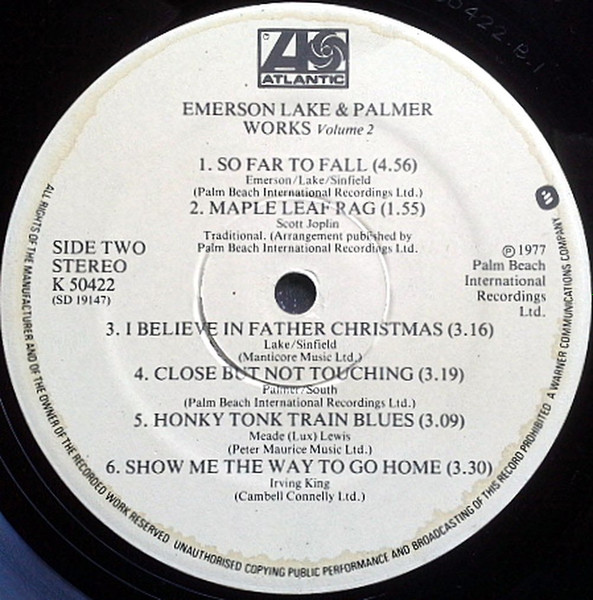 ATLANTIC
EMERSON LAKE & PALMER
WORKS Volume 2
1. SO FAR TO FALL (4.56)
Emerson/Lake/Sinfield
(Palm Beach International Recordings Ltd.)
2. MAPLE LEAF RAG (1.55)
Scott Joplin
Traditional. (Arrangement published by
Palm Beach International Recordings Ltd.
SIDE TWO
STEREO
K 50422
(SD 19147)
℗ 1977
Palm Beach
International
Recordings
Ltd.
3. I BELIEVE IN FATHER CHRISTMAS (3.16)
Lake/Sinfield
(Manticore Music Ltd.)
4. CLOSE BUT NOT TOUCHING (3.19)
Palmer/South
(Palm Beach International Recordings Ltd.)
5. HONKY TONK TRAIN BLUES (3.09)
Meade (Lux) Lewis
(Peter Maurice Music Ltd.)
6. SHOW ME THE WAY TO GO HOME (3.30)
Irving King
(Cambell Connelly Ltd.)
ALL RIGHTS OF THE MANUFACTURER AND OF THE OWNER OF THE RECORDED WORK RESERVED UNAUTHORISED COPYING PUBLIC PERFORMANCE AND BROADCASTING OF THIS RECORD PROHIBITED A WARNER COMMUNICATIONS COMPANY